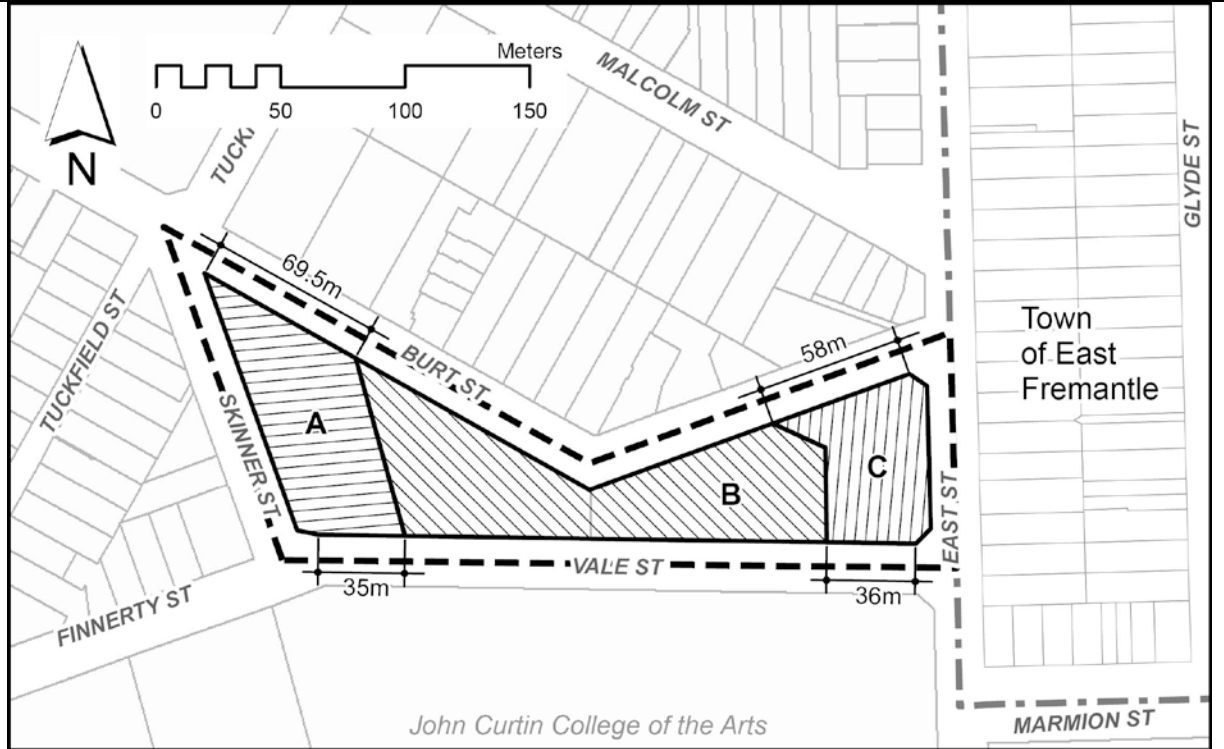 Meters
0 50 100 150
N
MALCOLM ST
GLYDE ST
69.5m
TUCKFIELD ST
SKINNER ST
BURT ST
58m
Town
of East
Fremantle
A
B
C
EAST ST
VALE ST
35m
36m
FINNERTY ST
MARMION ST
John Curtin College of the Arts